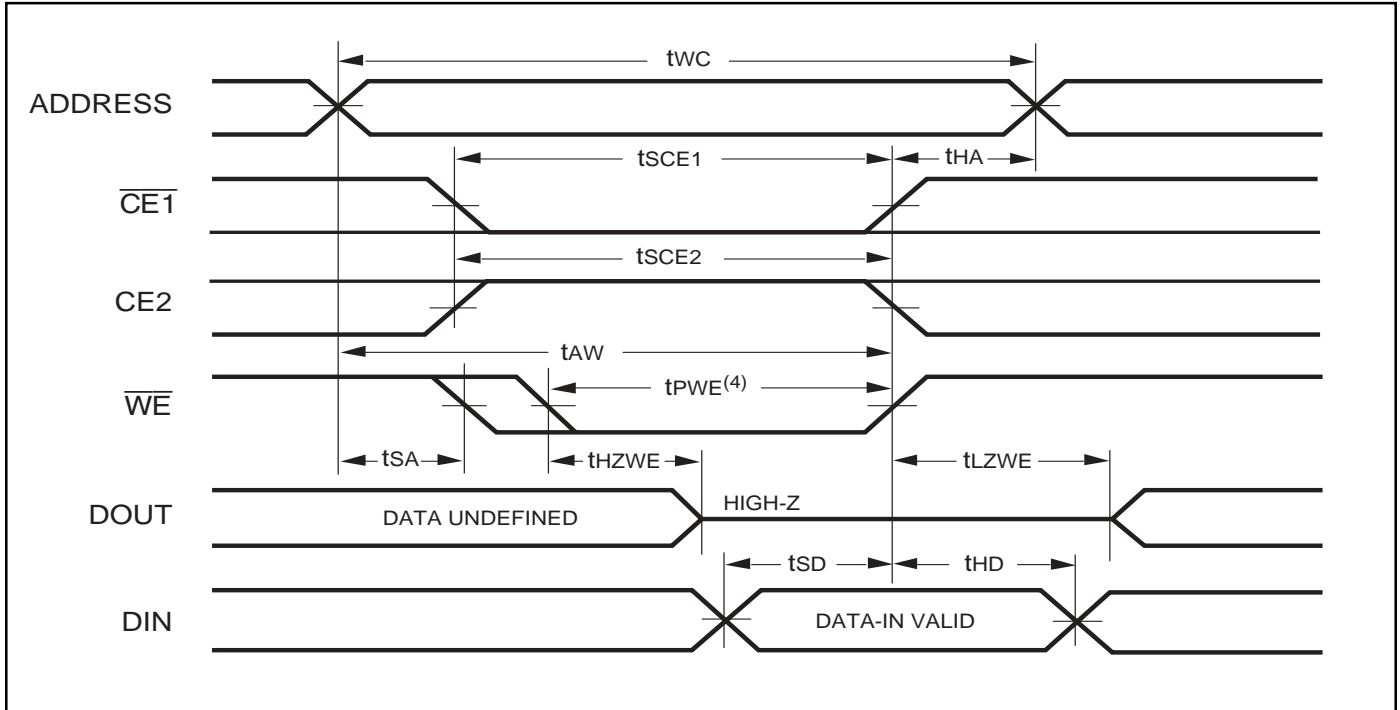 tWC
ADDRESS
tSCE1
tHA
CE1
tSCE2
CE2
tAW
tPWE(4)
WE
tSA
tHZWE
tLZWE
DOUT
DATA UNDEFINED
HIGH-Z
tSD
tHD
DIN
DATA-IN VALID